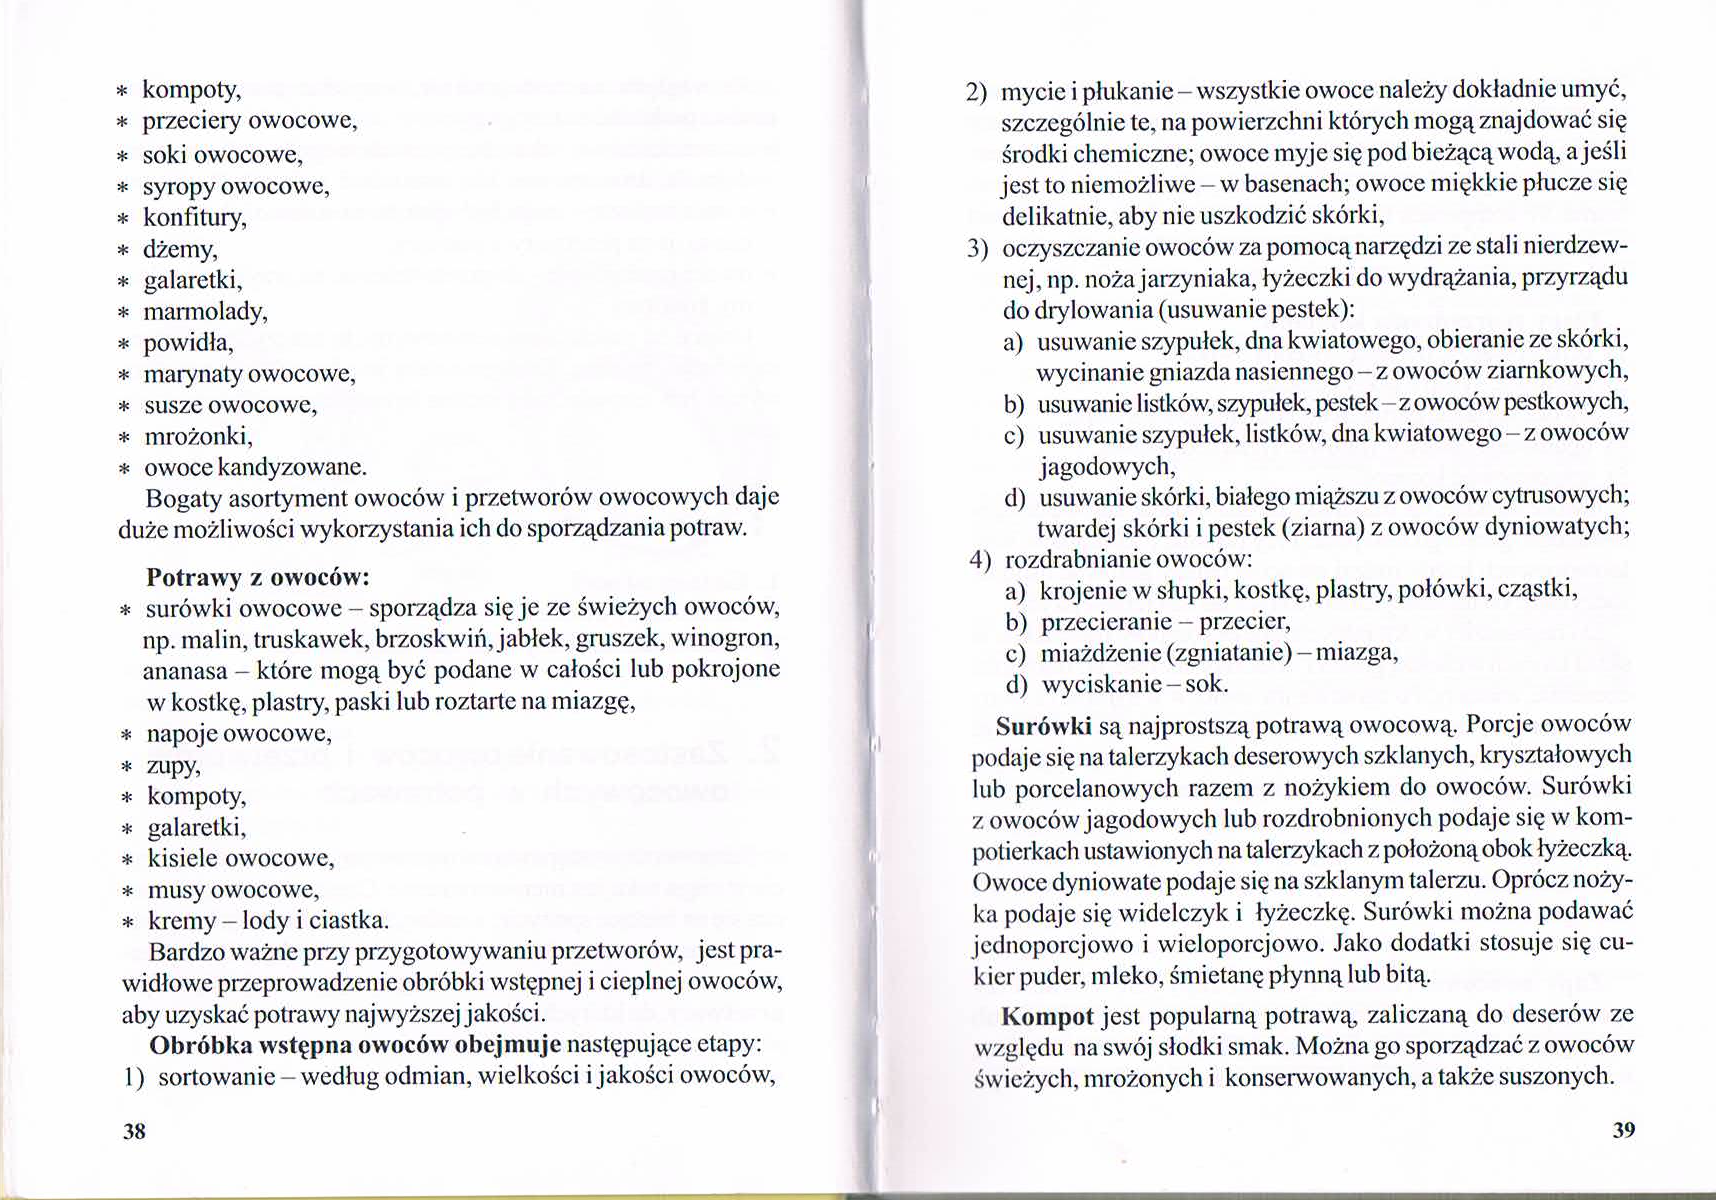 * kompoty,
* przeciery owocowe,
* soki owocowe,
* syropy owocowe,
* konfitury,
* dżemy,
* galaretki,
* marmolady,
* powidła,
* marynaty owocowe,
* susze owocowe,
* mrożonki,
* owoce kandyzowane.
Bogaty asortyment owoców i przetworów owocowych daje
duże możliwości wykorzystania ich do sporządzania potraw.
Potrawy z owoców:
* surówki owocowe – sporządza się je ze świeżych owoców,
np. malin, truskawek, brzoskwiń, jabłek, gruszek, winogron,
ananasa – które mogą być podane w całości lub pokrojone
w kostkę, plastry, paski lub roztarte na miazgę,
* napoje owocowe,
* zupy,
* kompoty,
* galaretki,
* kisiele owocowe,
* musy owocowe,
* kremy – lody i ciastka.
Bardzo ważne przy przygotowywaniu przetworów, jest pra-
widłowe przeprowadzenie obróbki wstępnej i cieplnej owoców,
aby uzyskać potrawy najwyższej jakości.
Obróbka wstępna owoców obejmuje następujące etapy:
1) sortowanie – według odmian, wielkości i jakości owoców,
38
2) mycie i płukanie – wszystkie owoce należy dokładnie umyć,
szczególnie te, na powierzchni których mogą znajdować się
środki chemiczne; owoce myje się pod bieżącą wodą, a jeśli
jest to niemożliwe – w basenach; owoce miękkie płucze się
delikatnie, aby nie uszkodzić skórki,
3) oczyszczanie owoców za pomocą narzędzi ze stali nierdzew-
nej, np. noża jarzyniaka, łyżeczki do wydrążania, przyrządu
do drylowania (usuwanie pestek):
a) usuwanie szypułek, dna kwiatowego, obieranie ze skórki,
wycinanie gniazda nasiennego – z owoców ziarnkowych,
b) usuwanie listków, szypułek, pestek – z owoców pestkowych,
c) usuwanie szypułek, listków, dna kwiatowego – z owoców
jagodowych,
d) usuwanie skórki, białego miąższu z owoców cytrusowych;
twardej skórki i pestek (ziarna) z owoców dyniowatych;
4) rozdrabnianie owoców:
a) krojenie w słupki, kostkę, plastry, połówki, cząstki,
b) przecieranie – przecier,
c) miażdżenie (zgniatanie) – miazga,
d) wyciskanie – sok.
Surówki są najprostszą potrawą owocową. Porcje owoców
podaje się na talerzykach deserowych szklanych, kryształowych
lub porcelanowych razem z nożykiem do owoców. Surówki
z owoców jagodowych lub rozdrobnionych podaje się w kom-
potierkach ustawionych na talerzykach z położoną obok łyżeczką.
Owoce dyniowate podaje się na szklanym talerzu. Oprócz noży-
ka podaje się widelczyk i łyżeczkę. Surówki można podawać
jednoporcjowo i wieloporcjowo. Jako dodatki stosuje się cu-
kier puder, mleko, śmietanę płynną lub bitą.
Kompot jest popularną potrawą, zaliczaną do deserów ze
względu na swój słodki smak. Można go sporządzać z owoców
świeżych, mrożonych i konserwowanych, a także suszonych.
39